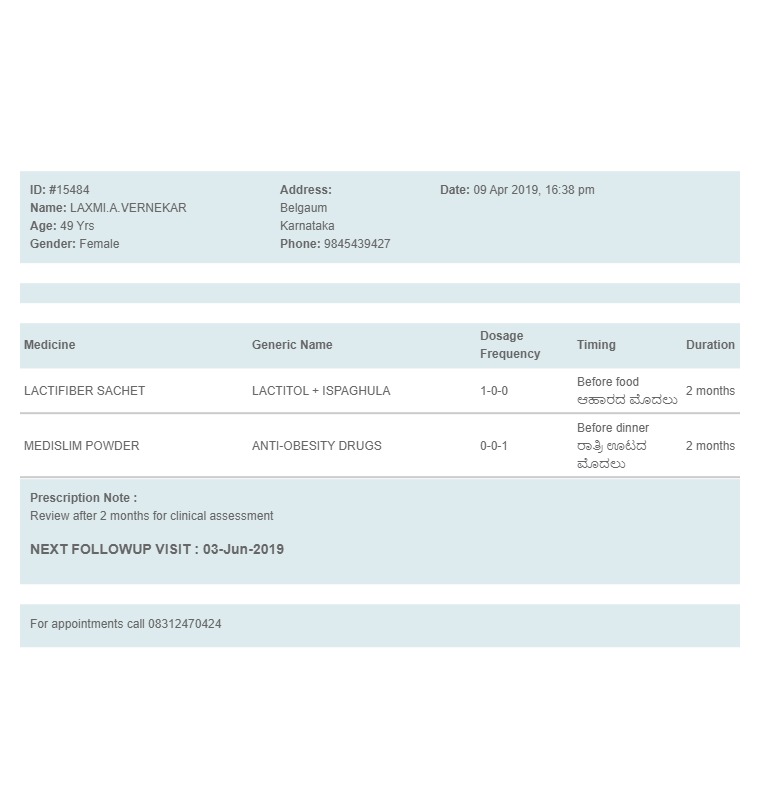 ID: #15484
Name: LAXMI.A.VERNEKAR
Age: 49 Yrs
Gender: Female
Address:
Belgaum
Karnataka
Phone: 9845439427
Date: 09 Apr 2019, 16:38 pm
Medicine Generic Name Dosage Frequency Timing Duration
LACTIFIBER SACHET LACTITOL + ISPAGHULA 1-0-0 Before food 2 months
ಆಹಾರದ ಮೊದಲು
MEDISLIM POWDER ANTI-OBESITY DRUGS 0-0-1 Before dinner 2 months
ರಾತ್ರಿ ಊಟದ
ಮೊದಲು
Prescription Note :
Review after 2 months for clinical assessment
NEXT FOLLOWUP VISIT : 03-Jun-2019
For appointments call 08312470424